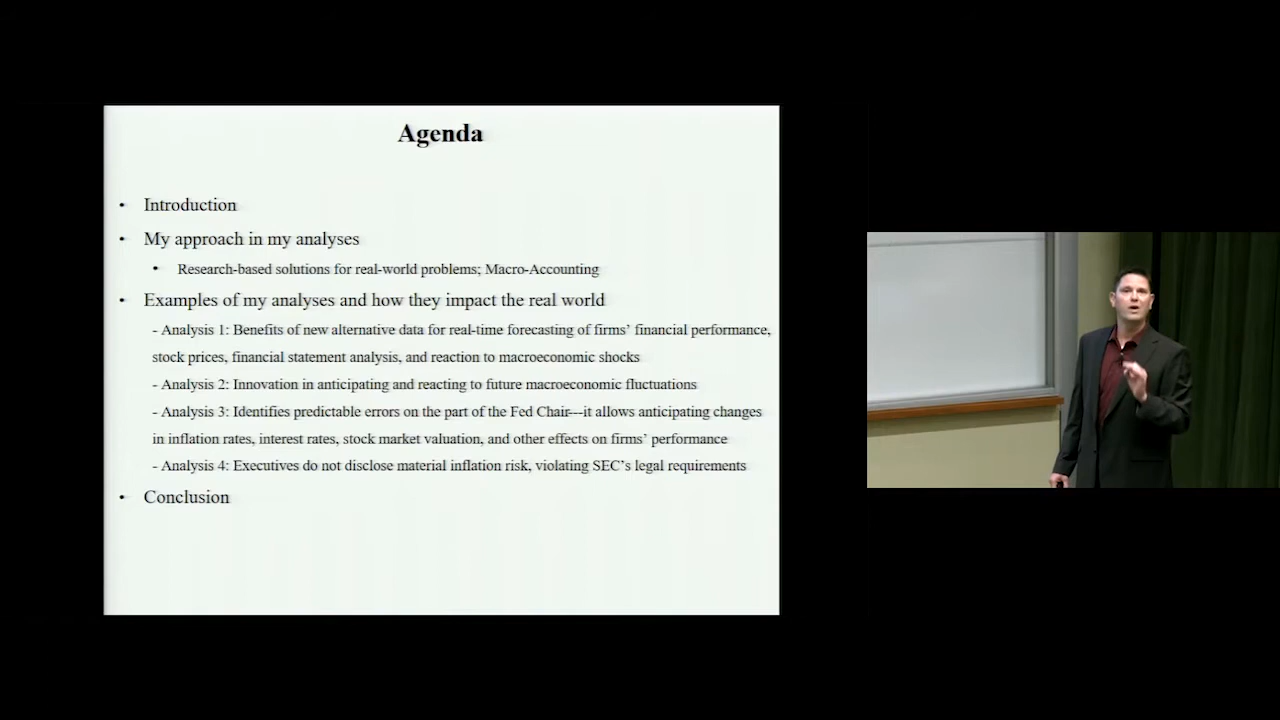 Agenda
• Introduction
• My approach in my analyses
• Research-based solutions for real-world problems; Macro-Accounting
• Examples of my analyses and how they impact the real world
- Analysis 1: Benefits of new alternative data for real-time forecasting of firms’ financial performance,
stock prices, financial statement analysis, and reaction to macroeconomic shocks
- Analysis 2: Innovation in anticipating and reacting to future macroeconomic fluctuations
- Analysis 3: Identifies predictable errors on the part of the Fed Chair---it allows anticipating changes
in inflation rates, interest rates, stock market valuation, and other effects on firms’ performance
- Analysis 4: Executives do not disclose material inflation risk, violating SEC’s legal requirements
• Conclusion